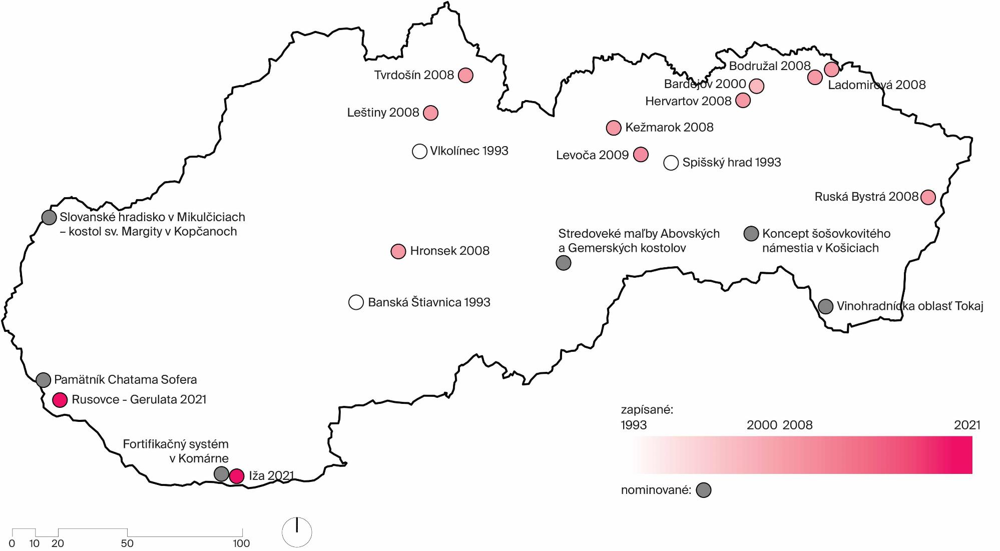 Bodružal 2008
Tvrdošín 2008
Bardejov 2000
Ladomirová 2008
Hervartov 2008
Leštiny 2008
Kežmarok 2008
Vlkolínec 1993
Levoča 2009
Spišský hrad 1993
Ruská Bystrá 2008
Slovanské hradisko v Mikulčiciach
– kostol sv. Margity v Kopčanoch
Stredoveké maľby Abovských
a Gemerských kostolov
Koncept šošovkovitého
námestia v Košiciach
Hronsek 2008
Banská Štiavnica 1993
Vinohradnícka oblasť Tokaj
Pamätník Chatama Sofera
Rusovce - Gerulata 2021
Fortifikačný systém
v Komárne
Iža 2021
zapísané:
1993 2000 2008 2021
nominované:
0 10 20 50 100